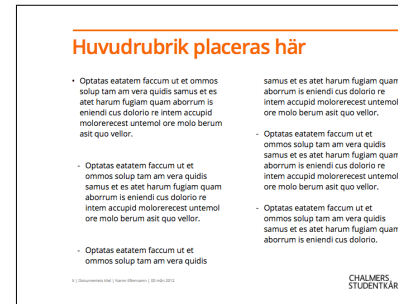 Huvudrubrik placeras här
• Optatas eatatem faccum ut et ommos
solup tam am vera quidis samus et es
atet harum fugiam quam aborrum is
eniendi cus dolorio re intem accupid
molorerecest untemol ore molo berum
asit quo vellor.
- Optatas eatatem faccum ut et
ommos solup tam am vera quidis
samus et es atet harum fugiam quam
aborrum is eniendi cus dolorio re
intem accupid molorerecest untemol
ore molo berum asit quo vellor.
- Optatas eatatem faccum ut et
ommos solup tam am vera quidis
samus et es atet harum fugiam quam
aborrum is eniendi cus dolorio re
intem accupid molorerecest untemol
ore molo berum asit quo vellor.
- Optatas eatatem faccum ut et
ommos solup tam am vera quidis
samus et es atet harum fugiam quam
aborrum is eniendi cus dolorio re
intem accupid molorerecest untemol
ore molo berum asit quo vellor.
- Optatas eatatem faccum ut et
ommos solup tam am vera quidis
samus et es atet harum fugiam quam
aborrum is eniendi cus dolorio.
5 | Dokumentets titel | Namn Efternamn | 00 mån 2012
CHALMERS
STUDENTKÅR